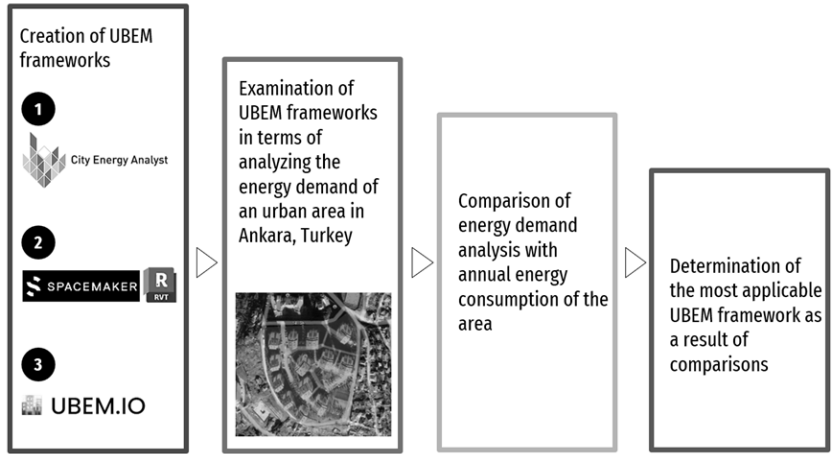 Creation of UBEM
frameworks
1
City Energy Analyst
2
SPACEMAKER
R
RVT
3
UBEM.IO
Examination of
UBEM frameworks
in terms of
analyzing the
energy demand of
an urban area in
Ankara, Turkey
Comparison of
energy demand
analysis with
annual energy
consumption of the
area
Determination of
the most applicable
UBEM framework as
a result of
comparisons